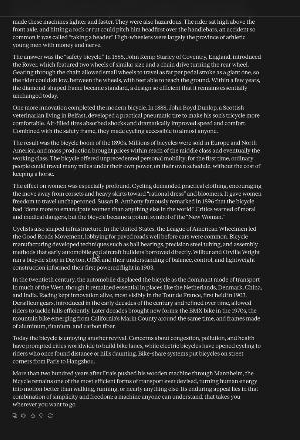 made these machines lighter and faster. They were also hazardous. The rider sat high above the
front axle, and hitting a rock or rut could pitch him headfirst over the handlebars, an accident so
common it was called "taking a header." High-wheelers were largely the province of athletic
young men with money and nerve.
The answer was the "safety bicycle." In 1885, John Kemp Starley of Coventry, England, introduced
the Rover, which featured two wheels of similar size and a chain drive turning the rear wheel.
Gearing through the chain allowed small wheels to travel as far per pedal stroke as a giant one, so
the rider could sit low, between the wheels, with feet able to reach the ground. Within a few years,
the diamond-shaped frame became standard, a design so efficient that it remains essentially
unchanged today.
One more innovation completed the modern bicycle. In 1888, John Boyd Dunlop, a Scottish
veterinarian living in Belfast, developed a practical pneumatic tire to make his son's tricycle more
comfortable. Air-filled tires absorbed shocks and dramatically improved speed and comfort.
Combined with the safety frame, they made cycling accessible to almost anyone.
The result was the bicycle boom of the 1890s. Millions of bicycles were sold in Europe and North
America, and mass production brought prices within reach of the middle class and eventually the
working class. The bicycle offered unprecedented personal mobility: for the first time, ordinary
people could travel many miles under their own power, on their own schedule, without the cost of
keeping a horse.
The effect on women was especially profound. Cycling demanded practical clothing, encouraging
the move away from corsets and heavy skirts toward "rational dress" and bloomers. It gave women
freedom to travel unchaperoned. Susan B. Anthony famously remarked in 1896 that the bicycle
had "done more to emancipate women than anything else in the world." Critics warned of moral
and medical dangers, but the bicycle became a potent symbol of the "New Woman."
Cyclists also shaped infrastructure. In the United States, the League of American Wheelmen led
the Good Roads Movement, lobbying for paved roads well before cars were common. Bicycle
manufacturing developed techniques such as ball bearings, precision steel tubing, and assembly
methods that early automobile and aircraft builders borrowed directly. Wilbur and Orville Wright
ran a bicycle shop in Dayton, Ohio, and their understanding of balance, control, and lightweight
construction informed their first powered flight in 1903.
In the twentieth century, the automobile displaced the bicycle as the dominant mode of transport
in much of the West, though it remained essential in places like the Netherlands, Denmark, China,
and India. Racing kept innovation alive, most visibly in the Tour de France, first held in 1903.
Derailleur gears, introduced in the early decades of the century and refined over time, allowed
riders to tackle hills efficiently. Later decades brought new forms: the BMX bike in the 1970s, the
mountain bike emerging from California's Marin County around the same time, and frames made
of aluminum, titanium, and carbon fiber.
Today the bicycle is enjoying another revival. Concerns about congestion, pollution, and health
have prompted cities worldwide to build bike lanes, while electric bicycles have opened cycling to
riders who once found distance or hills daunting. Bike-share systems put bicycles on street
corners from Paris to Hangzhou.
More than two hundred years after Drais pushed his wooden machine through Mannheim, the
bicycle remains one of the most efficient forms of transport ever devised, turning human energy
into motion better than walking, running, or nearly anything else. Its enduring appeal lies in that
combination of simplicity and freedom: a machine anyone can understand, that takes you
wherever you want to go.